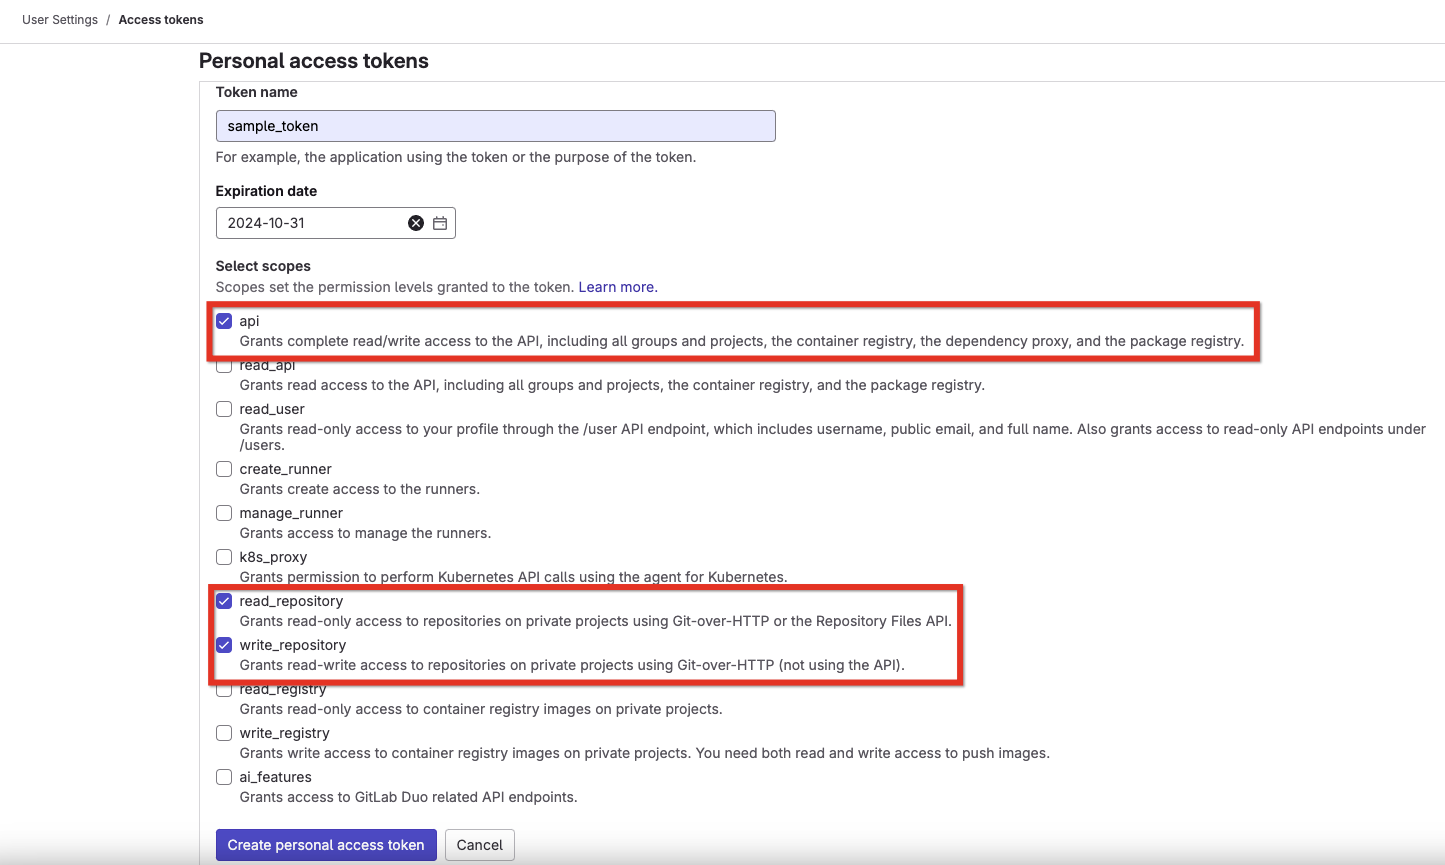 User Settings / Access tokens
Personal access tokens
Token name
sample_token
For example, the application using the token or the purpose of the token.
Expiration date
2024-10-31
Select scopes
Scopes set the permission levels granted to the token. Learn more.
api
Grants complete read/write access to the API, including all groups and projects, the container registry, the dependency proxy, and the package registry.
read_api
Grants read access to the API, including all groups and projects, the container registry, and the package registry.
read_user
Grants read-only access to your profile through the /user API endpoint, which includes username, public email, and full name. Also grants access to read-only API endpoints under
/users.
create_runner
Grants create access to the runners.
manage_runner
Grants access to manage the runners.
k8s_proxy
Grants permission to perform Kubernetes API calls using the agent for Kubernetes.
read_repository
Grants read-only access to repositories on private projects using Git-over-HTTP or the Repository Files API.
write_repository
Grants read-write access to repositories on private projects using Git-over-HTTP (not using the API).
read_registry
Grants read-only access to container registry images on private projects.
write_registry
Grants write access to container registry images on private projects. You need both read and write access to push images.
ai_features
Grants access to GitLab Duo related API endpoints.
Create personal access token Cancel